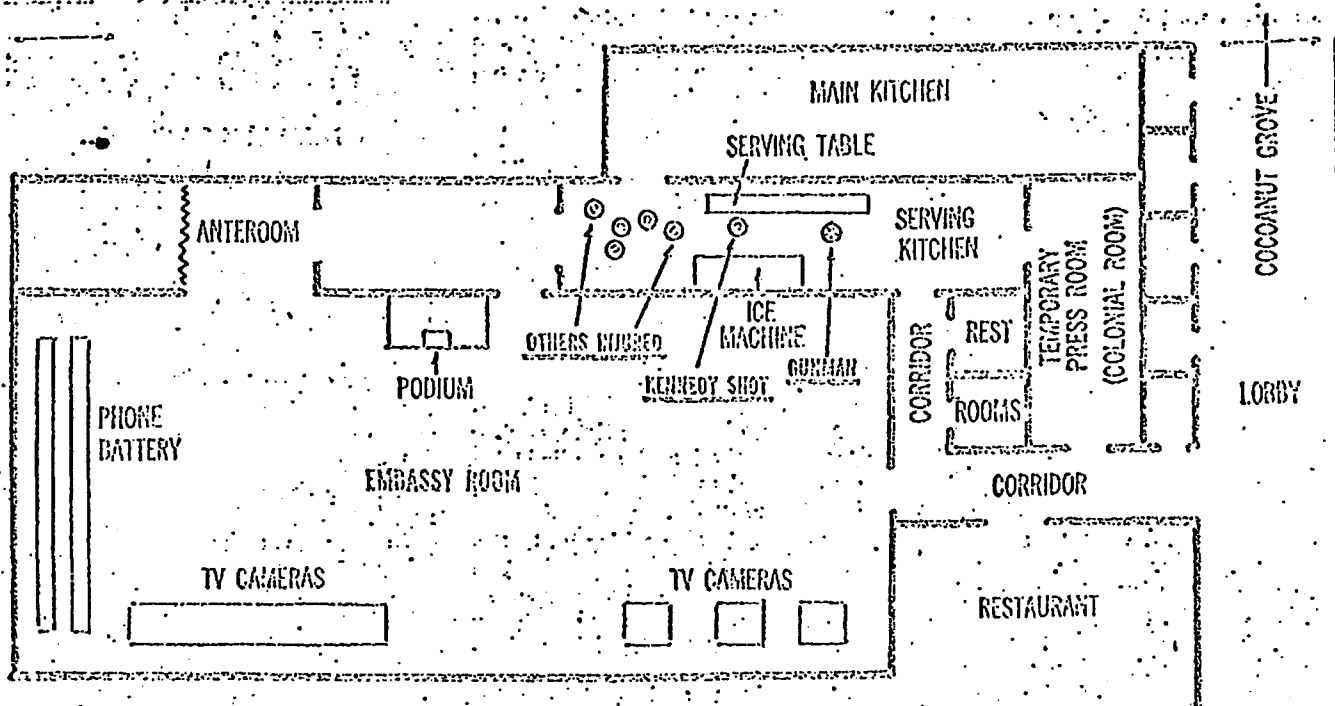 MAIN KITCHEN
SERVING TABLE
COCOANUT GROVE
ANTEROOM
SERVING
KITCHEN
TEMPORARY
PRESS ROOM
(COLONIAL ROOM)
OTHERS INJURED
ICE
MACHINE
KENNEDY SHOT
GUNMAN
CORRIDOR
REST
ROOMS
PODIUM
LOBBY
PHONE
BATTERY
EMBASSY ROOM
CORRIDOR
TV CAMERAS
TV CAMERAS
RESTAURANT